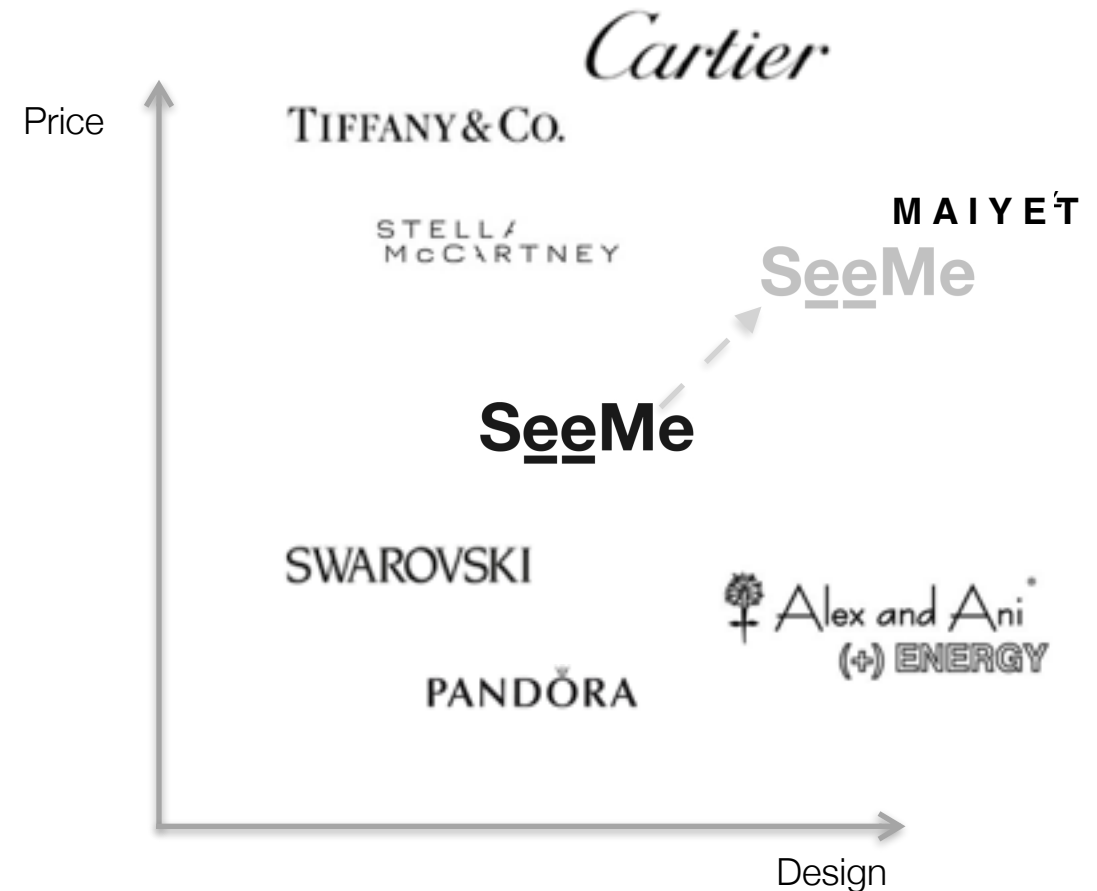 Cartier
Price
TIFFANY & CO.
MAIYET
STELLA
McCARTNEY
SeeMe
SeeMe
SWAROVSKI
Alex and Ani
(+) ENERGY
PANDORA
Design